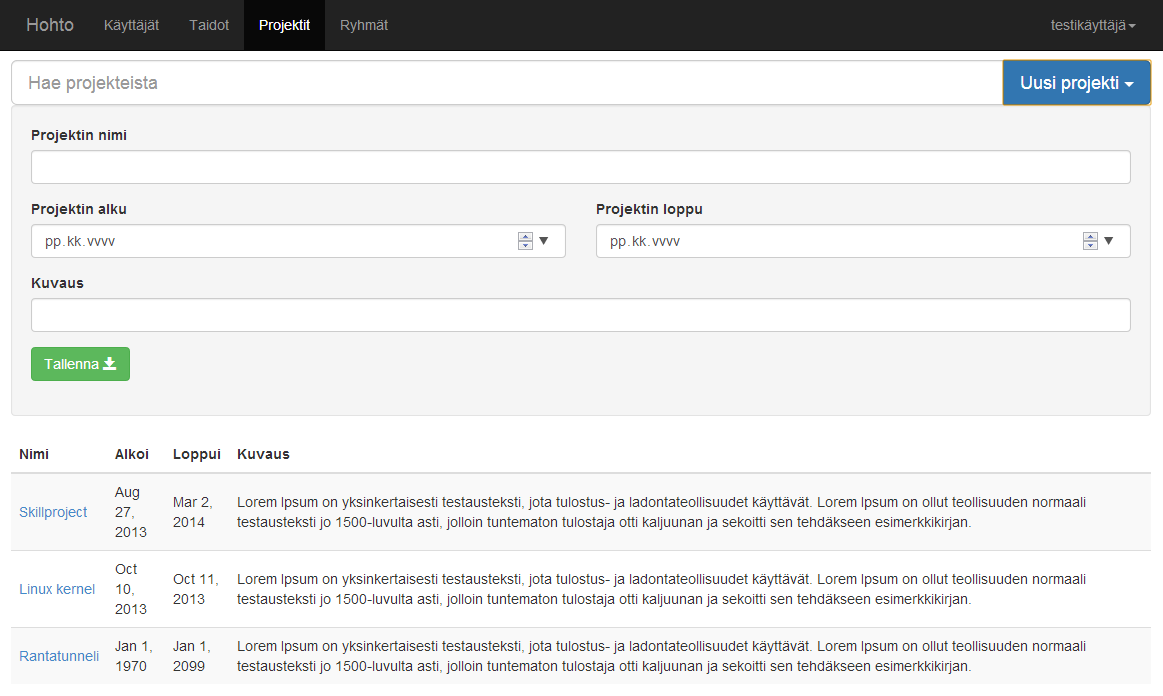 Hohto Käyttäjät Taidot Projektit Ryhmät testikäyttäjä
Hae projekteista Uusi projekti
Projektin nimi
Projektin alku Projektin loppu
pp.kk.vvvv pp.kk.vvvv
Kuvaus
Tallenna
Nimi Alkoi Loppui Kuvaus
Skillproject
Aug
27,
2013
Mar 2,
2014
Lorem Ipsum on yksinkertaisesti testausteksti, jota tulostus- ja ladontateollisuudet käyttävät. Lorem Ipsum on ollut teollisuuden normaali
testausteksti jo 1500-luvulta asti, jolloin tuntematon tulostaja otti kaljuunan ja sekoitti sen tehdäkseen esimerkkikirjan.
Linux kernel
Oct
10,
2013
Oct 11,
2013
Lorem Ipsum on yksinkertaisesti testausteksti, jota tulostus- ja ladontateollisuudet käyttävät. Lorem Ipsum on ollut teollisuuden normaali
testausteksti jo 1500-luvulta asti, jolloin tuntematon tulostaja otti kaljuunan ja sekoitti sen tehdäkseen esimerkkikirjan.
Rantatunneli
Jan 1,
1970
Jan 1,
2099
Lorem Ipsum on yksinkertaisesti testausteksti, jota tulostus- ja ladontateollisuudet käyttävät. Lorem Ipsum on ollut teollisuuden normaali
testausteksti jo 1500-luvulta asti, jolloin tuntematon tulostaja otti kaljuunan ja sekoitti sen tehdäkseen esimerkkikirjan.